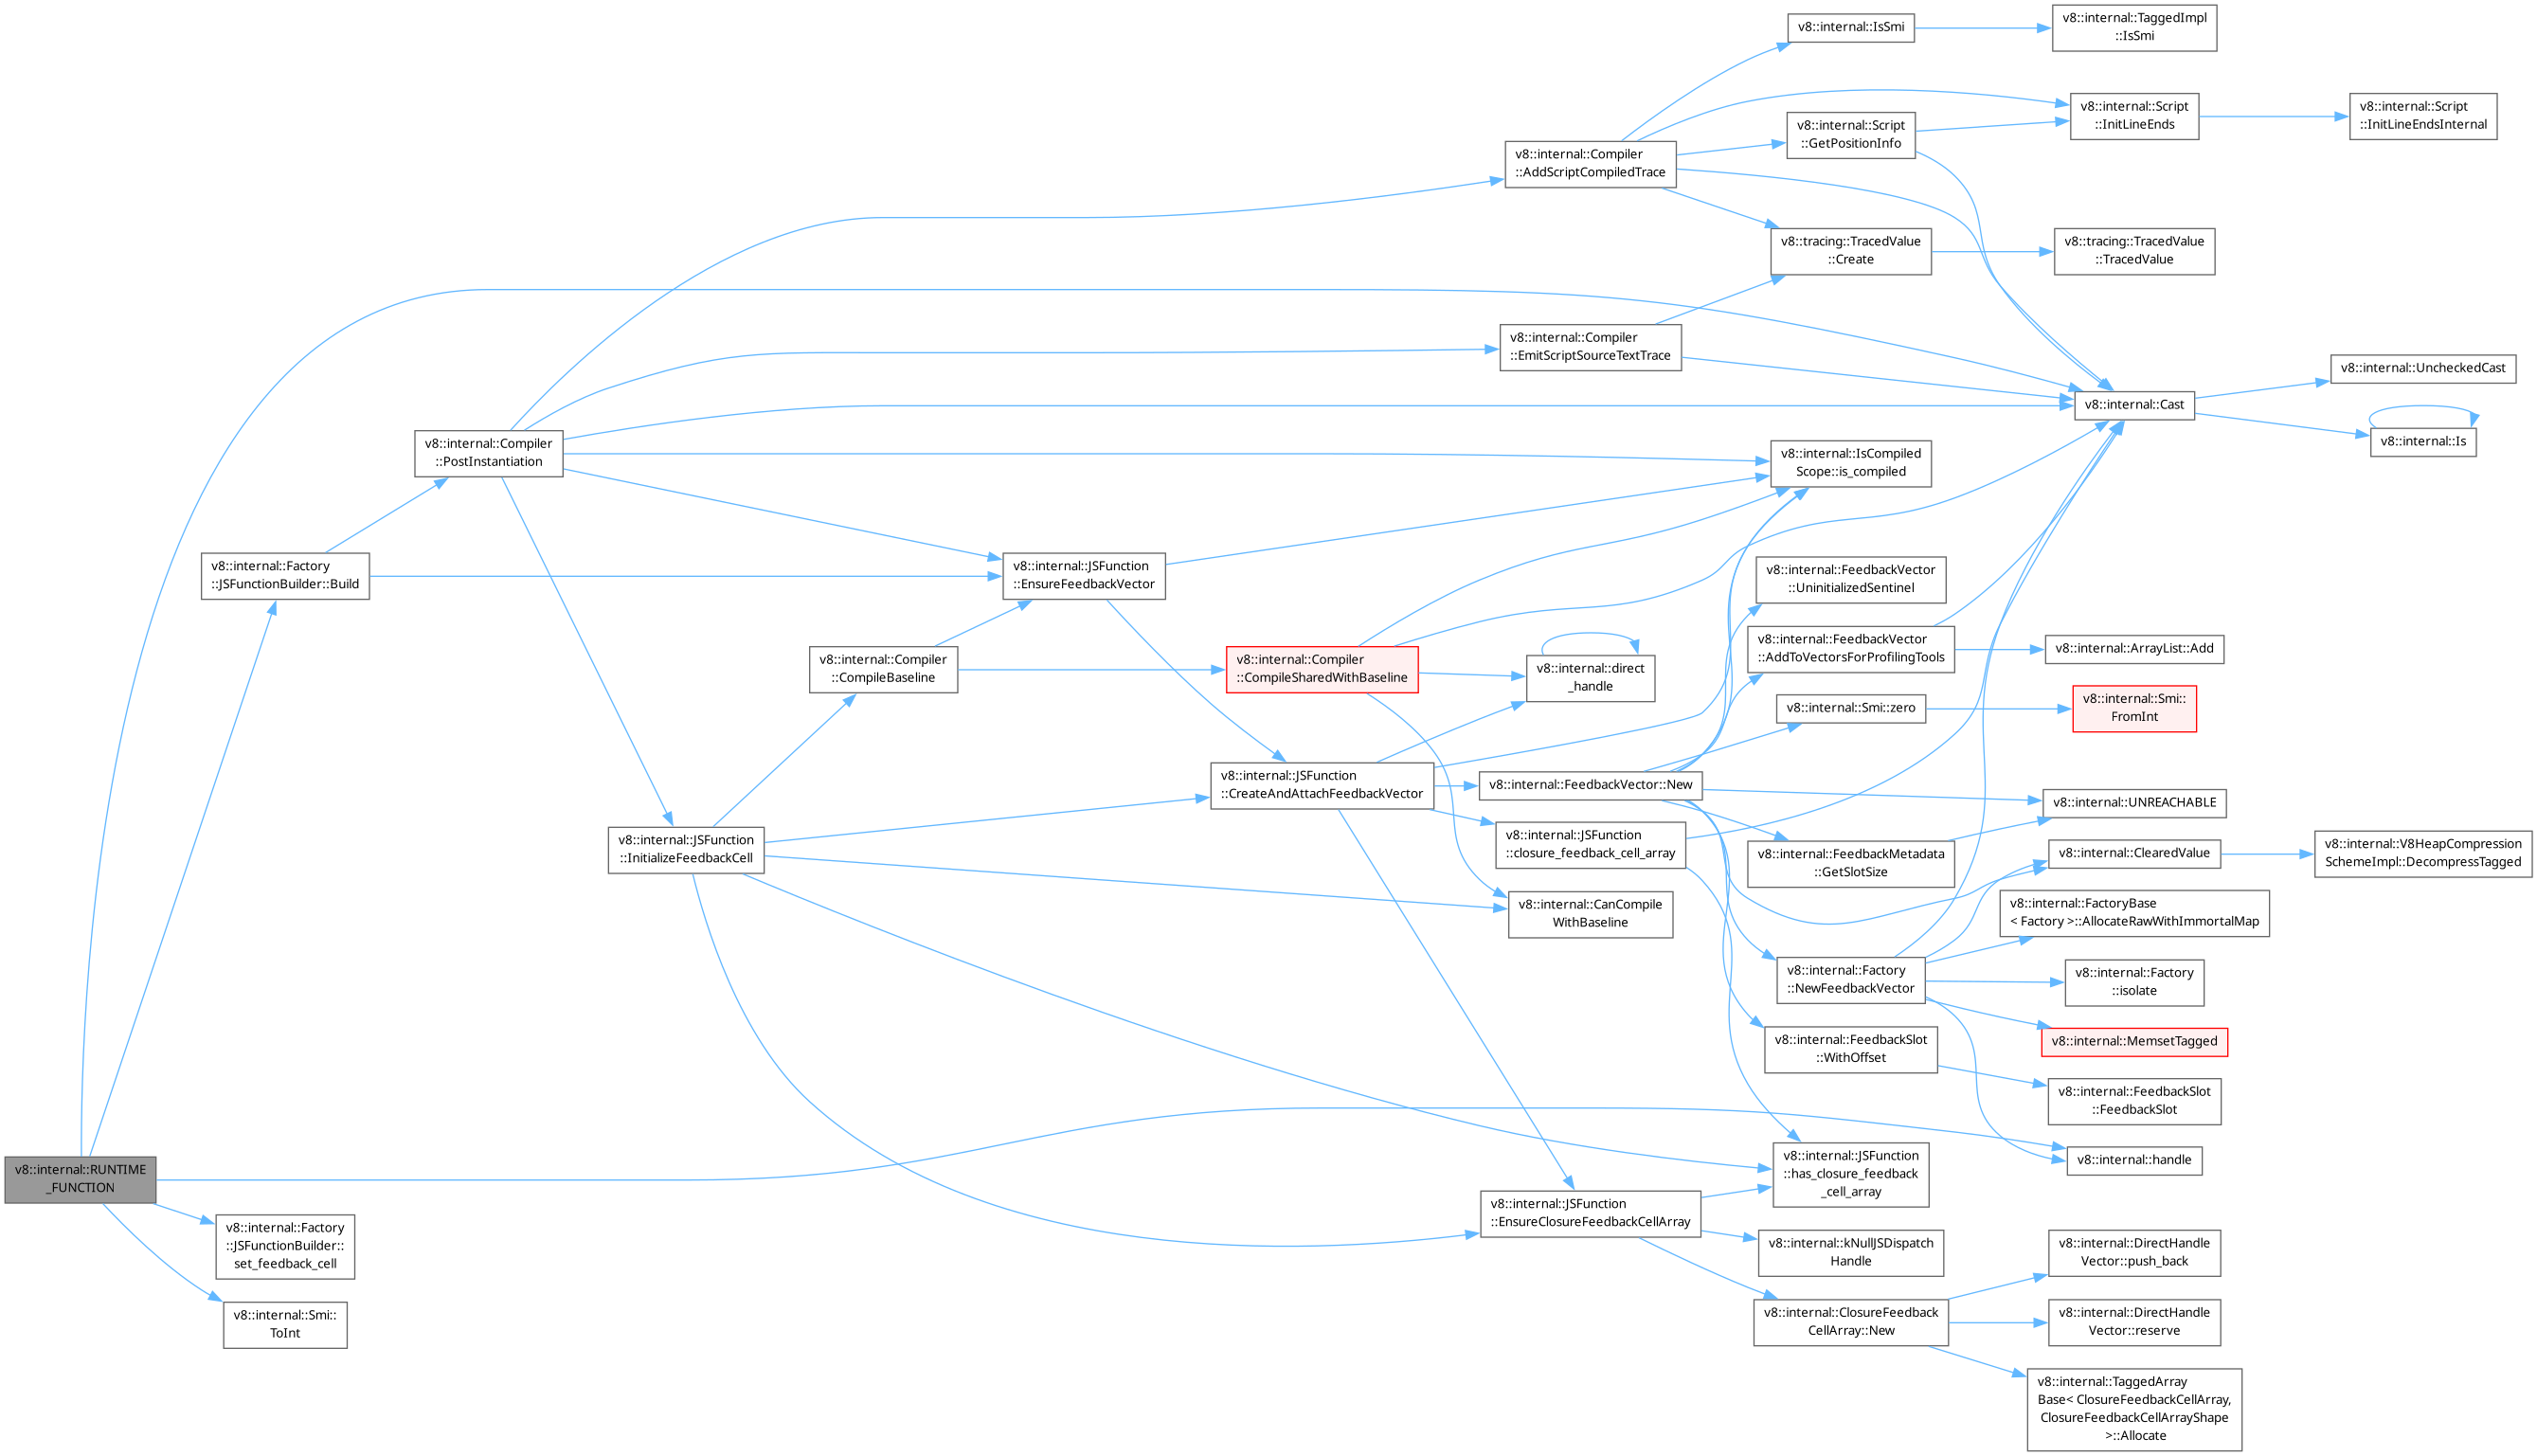 v8::internal::IsSmi
v8::internal::TaggedImpl
::IsSmi
v8::internal::Script
::InitLineEnds
v8::internal::Script
::InitLineEndsInternal
v8::internal::Script
::GetPositionInfo
v8::internal::Compiler
::AddScriptCompiledTrace
v8::tracing::TracedValue
::Create
v8::tracing::TracedValue
::TracedValue
v8::internal::Compiler
::EmitScriptSourceTextTrace
v8::internal::UncheckedCast
v8::internal::Cast
v8::internal::Is
v8::internal::Compiler
::PostInstantiation
v8::internal::IsCompiled
Scope::is_compiled
v8::internal::Factory
::JSFunctionBuilder::Build
v8::internal::JSFunction
::EnsureFeedbackVector
v8::internal::FeedbackVector
::UninitializedSentinel
v8::internal::Compiler
::CompileBaseline
v8::internal::Compiler
::CompileSharedWithBaseline
v8::internal::direct
_handle
v8::internal::FeedbackVector
::AddToVectorsForProfilingTools
v8::internal::ArrayList::Add
v8::internal::Smi::zero
v8::internal::Smi::
FromInt
v8::internal::JSFunction
::CreateAndAttachFeedbackVector
v8::internal::FeedbackVector::New
v8::internal::UNREACHABLE
v8::internal::JSFunction
::InitializeFeedbackCell
v8::internal::JSFunction
::closure_feedback_cell_array
v8::internal::FeedbackMetadata
::GetSlotSize
v8::internal::ClearedValue
v8::internal::V8HeapCompression
SchemeImpl::DecompressTagged
v8::internal::CanCompile
WithBaseline
v8::internal::FactoryBase
< Factory >::AllocateRawWithImmortalMap
v8::internal::Factory
::NewFeedbackVector
v8::internal::Factory
::isolate
v8::internal::MemsetTagged
v8::internal::FeedbackSlot
::WithOffset
v8::internal::FeedbackSlot
::FeedbackSlot
v8::internal::RUNTIME
_FUNCTION
v8::internal::JSFunction
::has_closure_feedback
_cell_array
v8::internal::handle
v8::internal::JSFunction
::EnsureClosureFeedbackCellArray
v8::internal::Factory
::JSFunctionBuilder::
set_feedback_cell
v8::internal::kNullJSDispatch
Handle
v8::internal::DirectHandle
Vector::push_back
v8::internal::Smi::
ToInt
v8::internal::ClosureFeedback
CellArray::New
v8::internal::DirectHandle
Vector::reserve
v8::internal::TaggedArray
Base< ClosureFeedbackCellArray,
ClosureFeedbackCellArrayShape
>::Allocate